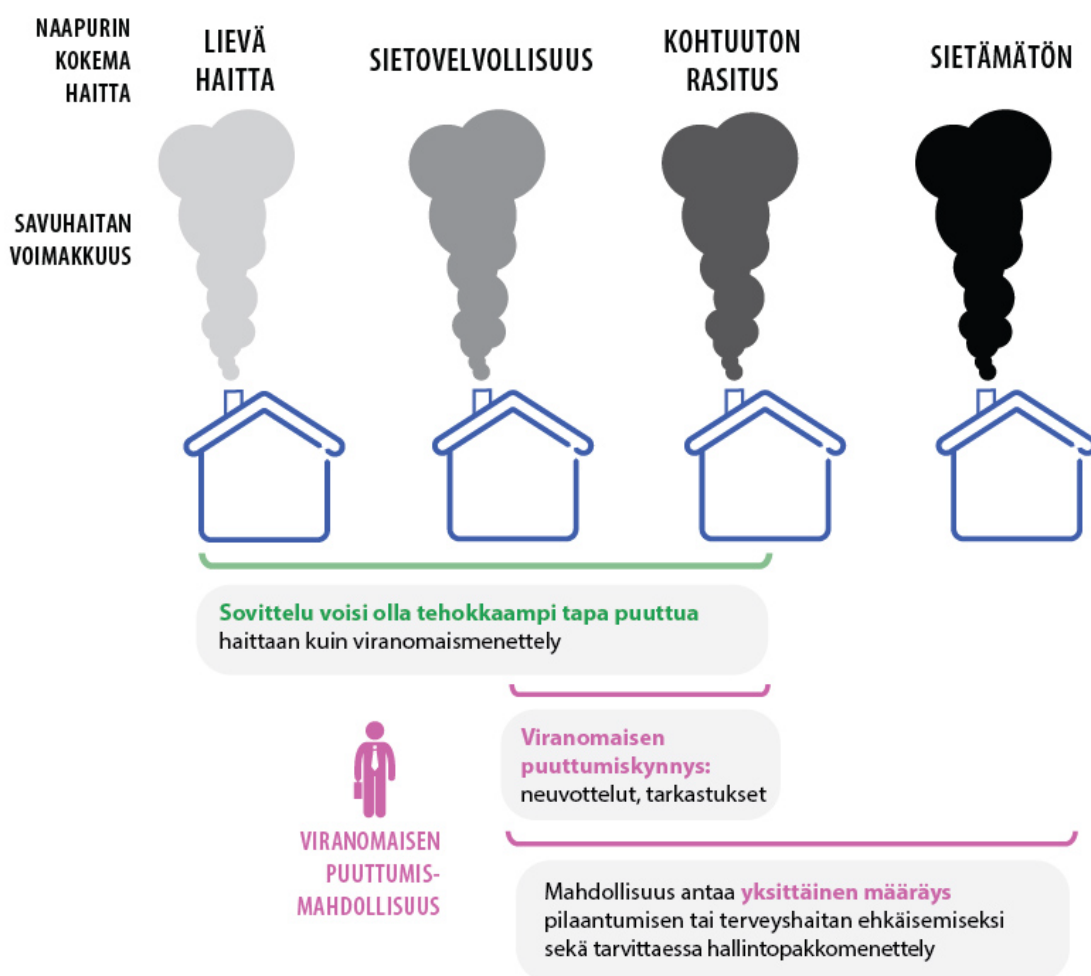 NAAPURIN
KOKEMA
HAITTA
LIEVÄ
HAITTA
SIETOVELVOLLISUUS
KOHTUUTON
RASITUS
SIETÄMÄTÖN
SAVUHAITAN
VOIMAKKUUS
Sovittelu voisi olla tehokkaampi tapa puuttua
haittaan kuin viranomaismenettely
Viranomaisen
puuttumiskynnys:
neuvottelut, tarkastukset
VIRANOMAISEN
PUUTTUMIS-
MAHDOLLISUUS
Mahdollisuus antaa yksittäinen määräys
pilaantumisen tai terveyshaitan ehkäisemiseksi
sekä tarvittaessa hallintopakkomenettely